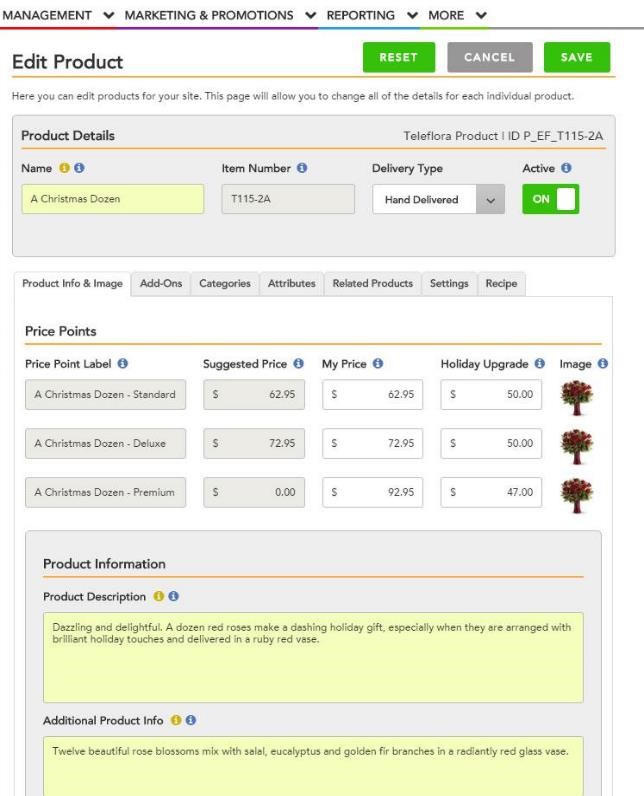 MANAGEMENT MARKETING & PROMOTIONS REPORTING MORE
Edit Product RESET CANCEL SAVE
Here you can edit products for your site. This page will allow you to change all of the details for each individual product.
Product Details Teleflora Product | ID P_EF_T115-2A
Name Item Number Delivery Type Active
A Christmas Dozen T115-2A Hand Delivered ON
Product Info & Image Add-Ons Categories Attributes Related Products Settings Recipe
Price Points
Price Point Label Suggested Price My Price Holiday Upgrade Image
A Christmas Dozen - Standard $ 62.95 $ 62.95 $ 50.00
A Christmas Dozen - Deluxe $ 72.95 $ 72.95 $ 50.00
A Christmas Dozen - Premium $ 0.00 $ 92.95 $ 47.00
Product Information
Product Description
Dazzling and delightful. A dozen red roses make a dashing holiday gift, especially when they are arranged with
brilliant holiday touches and delivered in a ruby red vase.
Additional Product Info
Twelve beautiful rose blossoms mix with salal, eucalyptus and golden fir branches in a radiantly red glass vase.